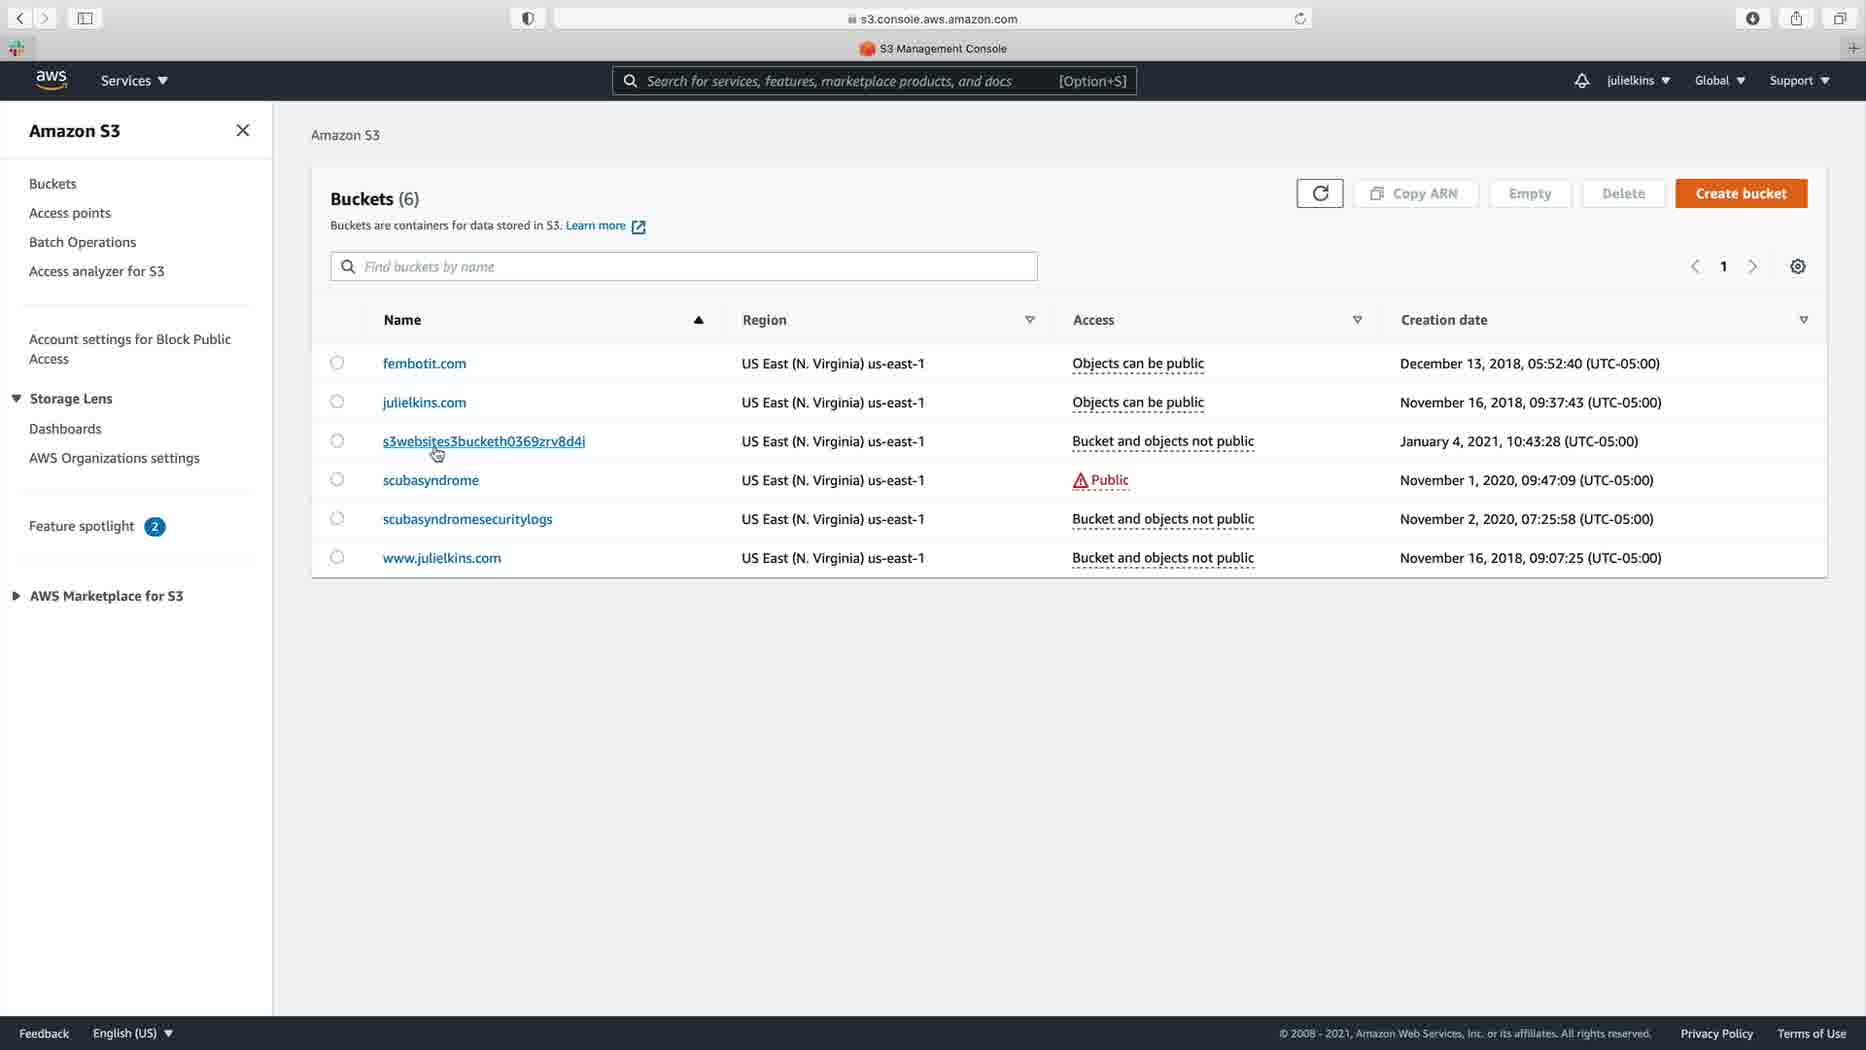 s3.console.aws.amazon.com
S3 Management Console
aws
Services
Search for services, features, marketplace products, and docs [Option+S]
julielkins
Global
Support
Amazon S3
Buckets
Access points
Batch Operations
Access analyzer for S3
Account settings for Block Public
Access
Storage Lens
Dashboards
AWS Organizations settings
Feature spotlight 2
AWS Marketplace for S3
Amazon S3
Buckets (6)
Buckets are containers for data stored in S3. Learn more
Copy ARN
Empty
Delete
Create bucket
Find buckets by name
1
Name Region Access Creation date
fembotit.com US East (N. Virginia) us-east-1 Objects can be public December 13, 2018, 05:52:40 (UTC-05:00)
julielkins.com US East (N. Virginia) us-east-1 Objects can be public November 16, 2018, 09:37:43 (UTC-05:00)
s3websites3bucketh0369zrv8d4i US East (N. Virginia) us-east-1 Bucket and objects not public January 4, 2021, 10:43:28 (UTC-05:00)
scubasyndrome US East (N. Virginia) us-east-1 Public November 1, 2020, 09:47:09 (UTC-05:00)
scubasyndromesecuritylogs US East (N. Virginia) us-east-1 Bucket and objects not public November 2, 2020, 07:25:58 (UTC-05:00)
www.julielkins.com US East (N. Virginia) us-east-1 Bucket and objects not public November 16, 2018, 09:07:25 (UTC-05:00)
Feedback
English (US)
© 2008 - 2021, Amazon Web Services, Inc. or its affiliates. All rights reserved.
Privacy Policy
Terms of Use